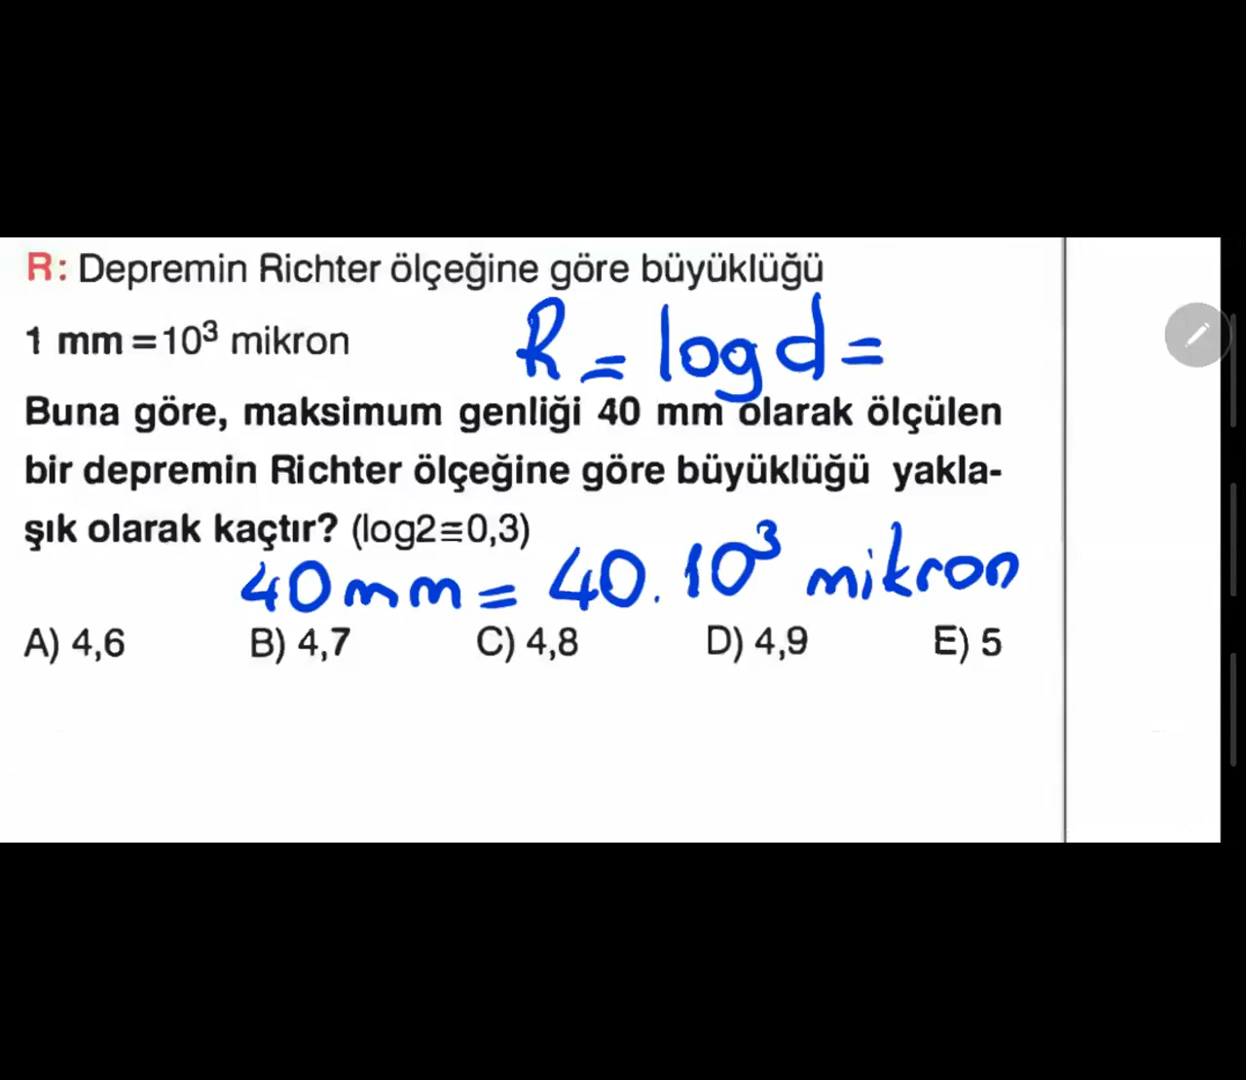 R: Depremin Richter ölçeğine göre büyüklüğü
1 mm = 10³ mikron
R = log d =
Buna göre, maksimum genliği 40 mm olarak ölçülen
bir depremin Richter ölçeğine göre büyüklüğü yakla-
şık olarak kaçtır? (log2≅0,3)
40 mm = 40. 10³ mikron
A) 4,6 B) 4,7 C) 4,8 D) 4,9 E) 5